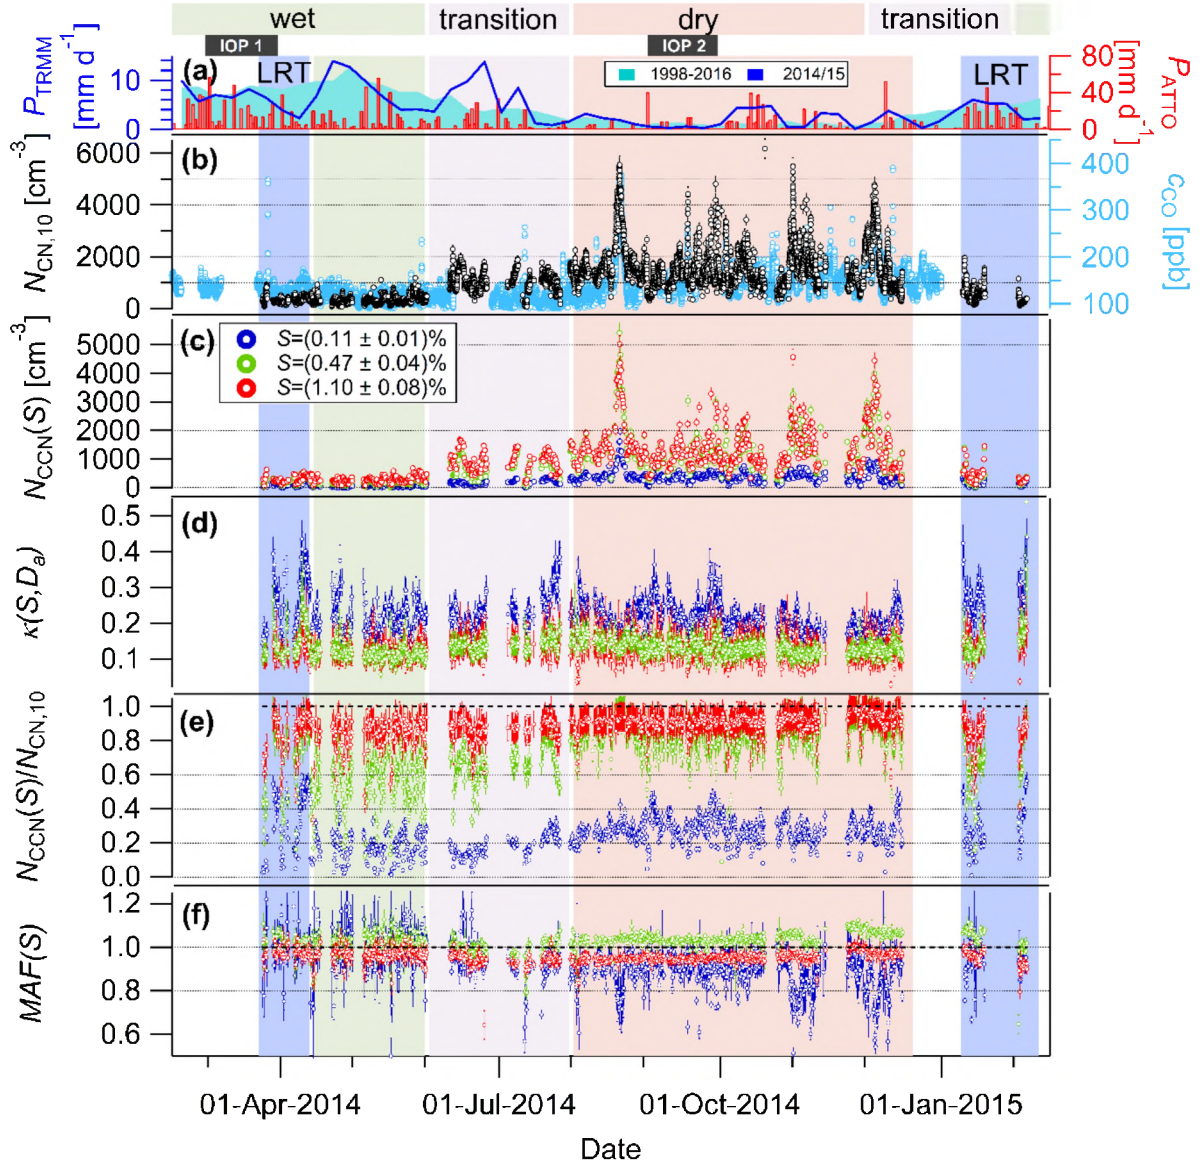 wet transition dry transition
IOP 1 IOP 2
(a) LRT 1998-2016 2014/15 LRT
P_TRMM [mm d⁻¹]
10
0
80
40
0
P_ATTO [mm d⁻¹]
(b)
N_CN,10 [cm⁻³]
6000
4000
2000
0
400
300
200
100
c_CO [ppb]
(c)
S=(0.11 ± 0.01)%
S=(0.47 ± 0.04)%
S=(1.10 ± 0.08)%
N_CCN(S) [cm⁻³]
5000
4000
3000
2000
1000
0
(d)
κ(S,D_a)
0.5
0.4
0.3
0.2
0.1
(e)
N_CCN(S)/N_CN,10
1.0
0.8
0.6
0.4
0.2
0.0
(f)
MAF(S)
1.2
1.0
0.8
0.6
01-Apr-2014 01-Jul-2014 01-Oct-2014 01-Jan-2015
Date